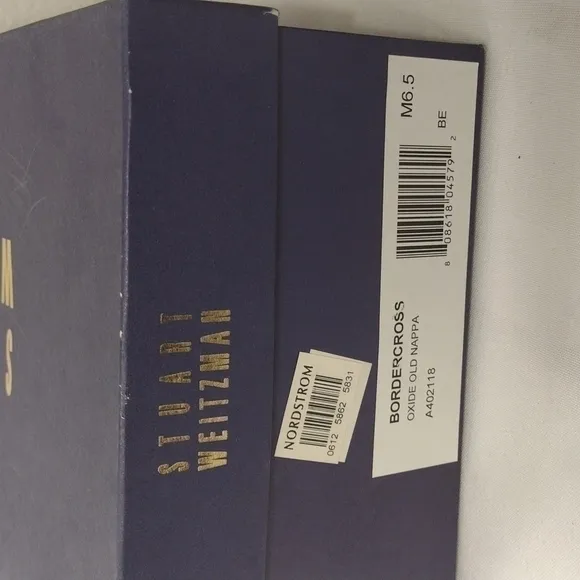 S W
STUART
WEITZMAN
NORDSTROM
0612 5862 5831
BORDERCROSS
OXIDE OLD NAPPA
A402118
M6.5
BE
8 08618 04579 2